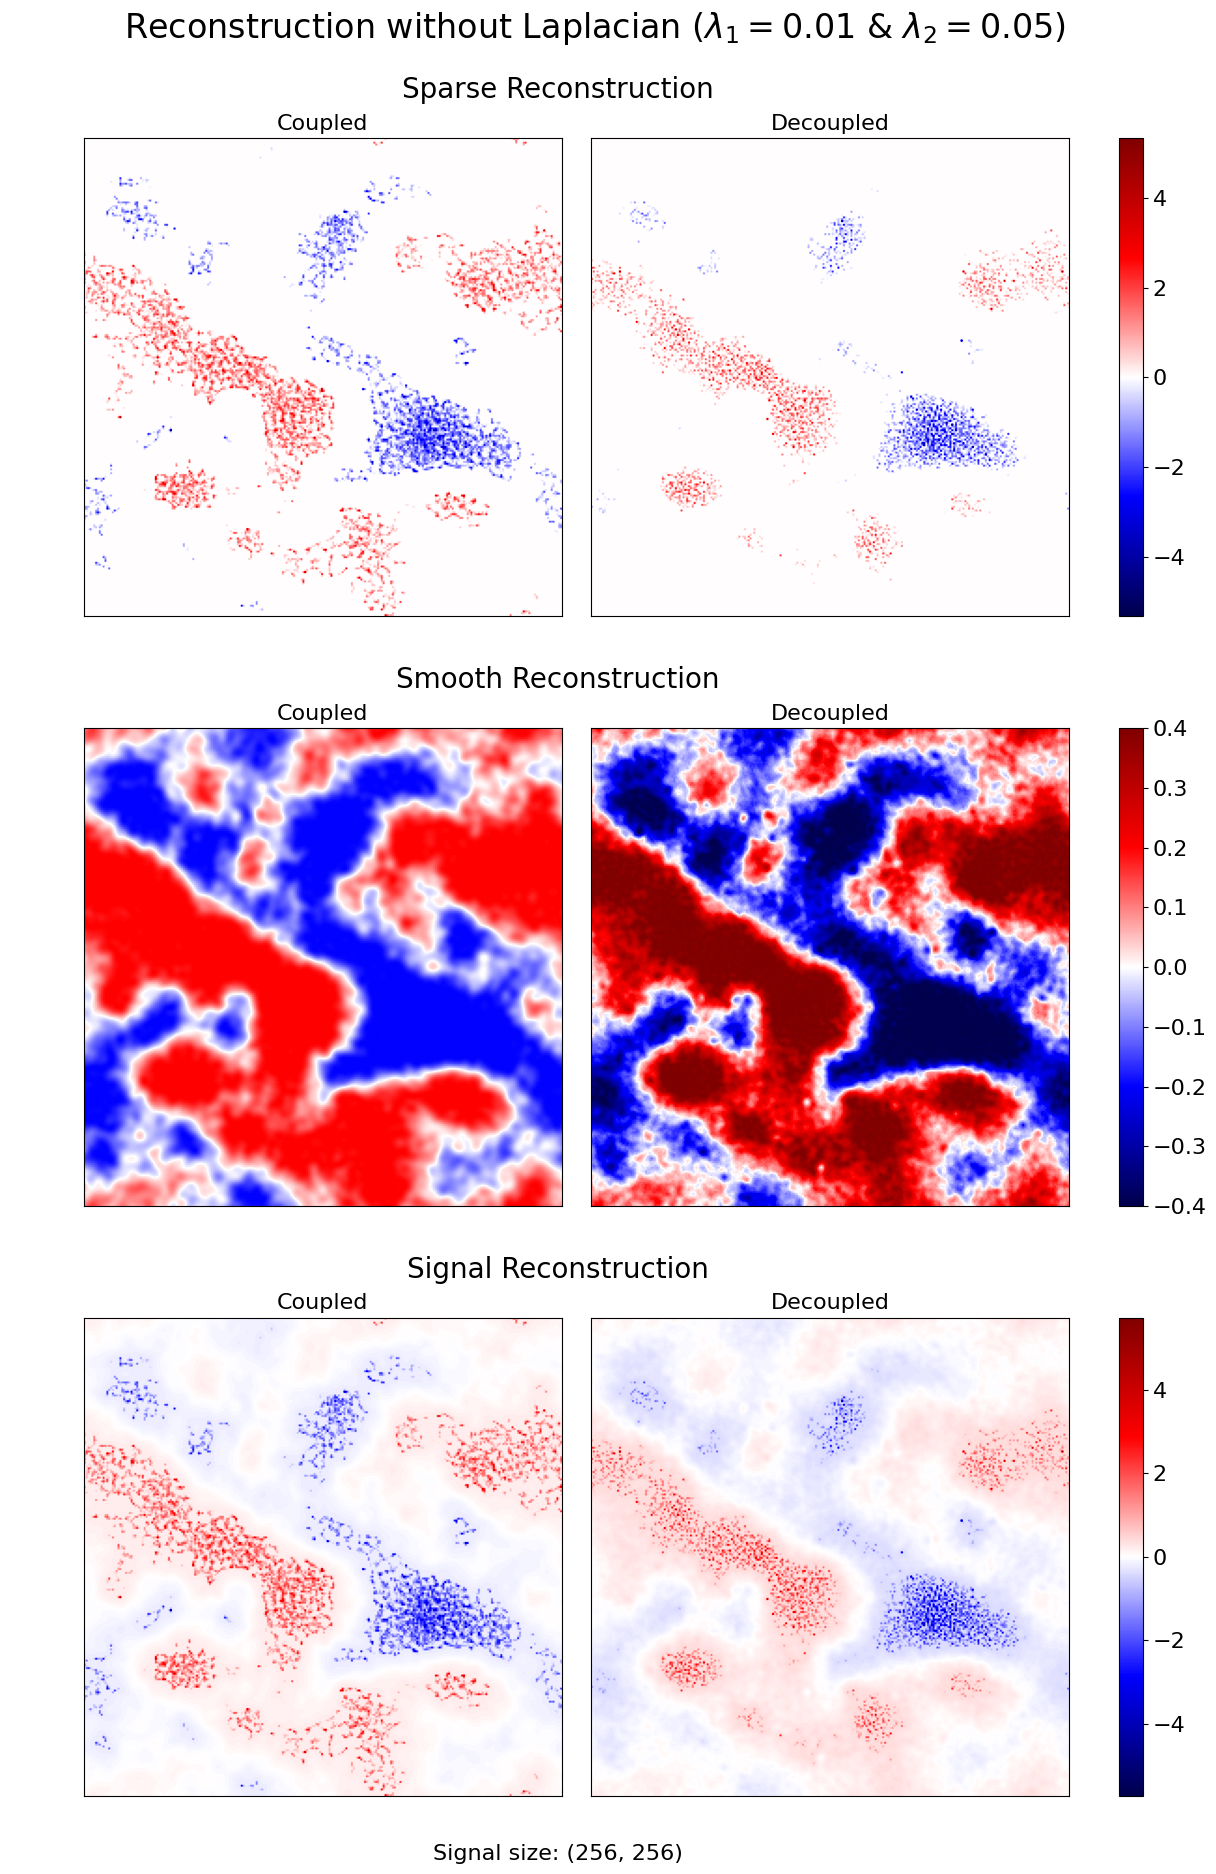 Reconstruction without Laplacian (λ₁ = 0.01 & λ₂ = 0.05)
Sparse Reconstruction
Coupled Decoupled
4
2
0
−2
−4
Smooth Reconstruction
Coupled Decoupled
0.4
0.3
0.2
0.1
0.0
−0.1
−0.2
−0.3
−0.4
Signal Reconstruction
Coupled Decoupled
4
2
0
−2
−4
Signal size: (256, 256)